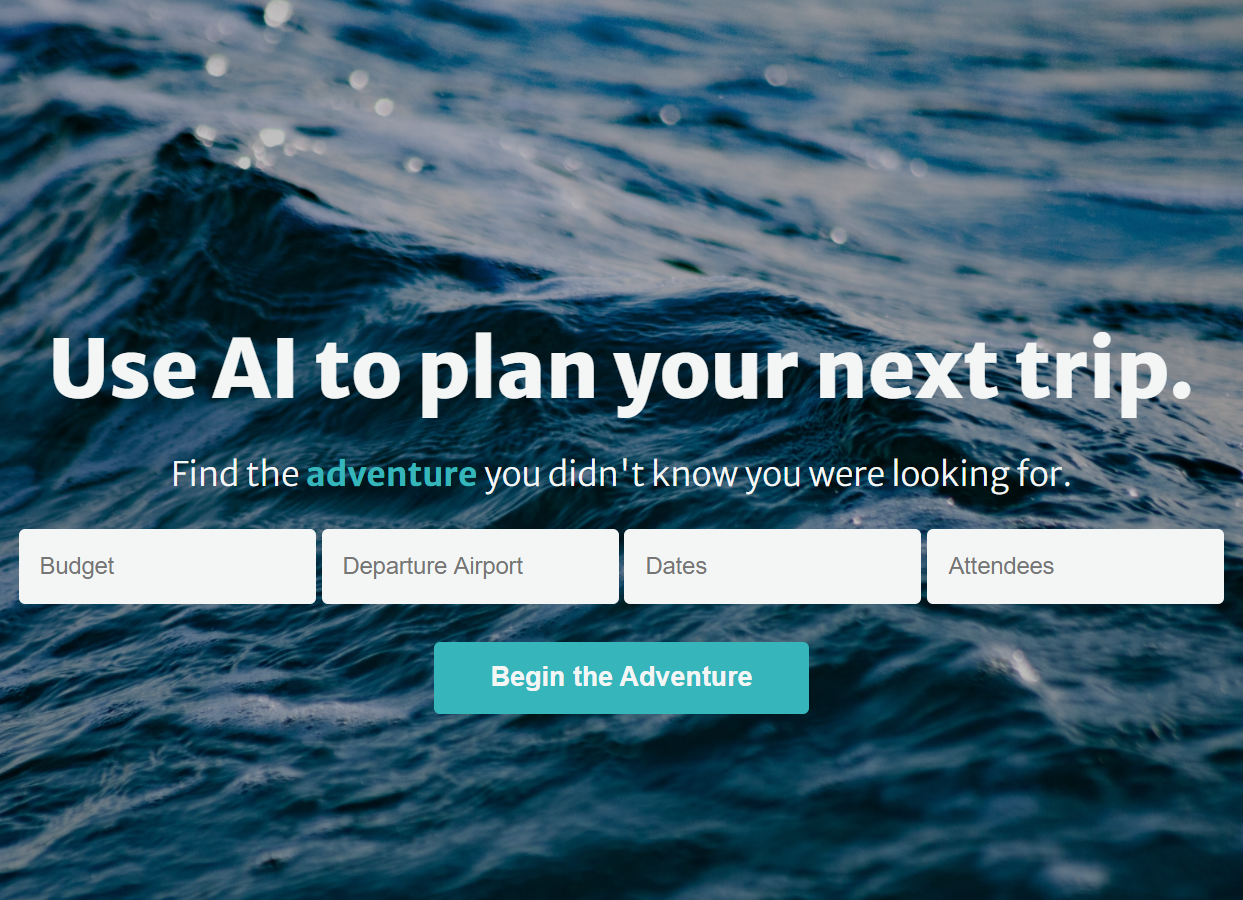 Use AI to plan your next trip.
Find the adventure you didn't know you were looking for.
Budget
Departure Airport
Dates
Attendees
Begin the Adventure